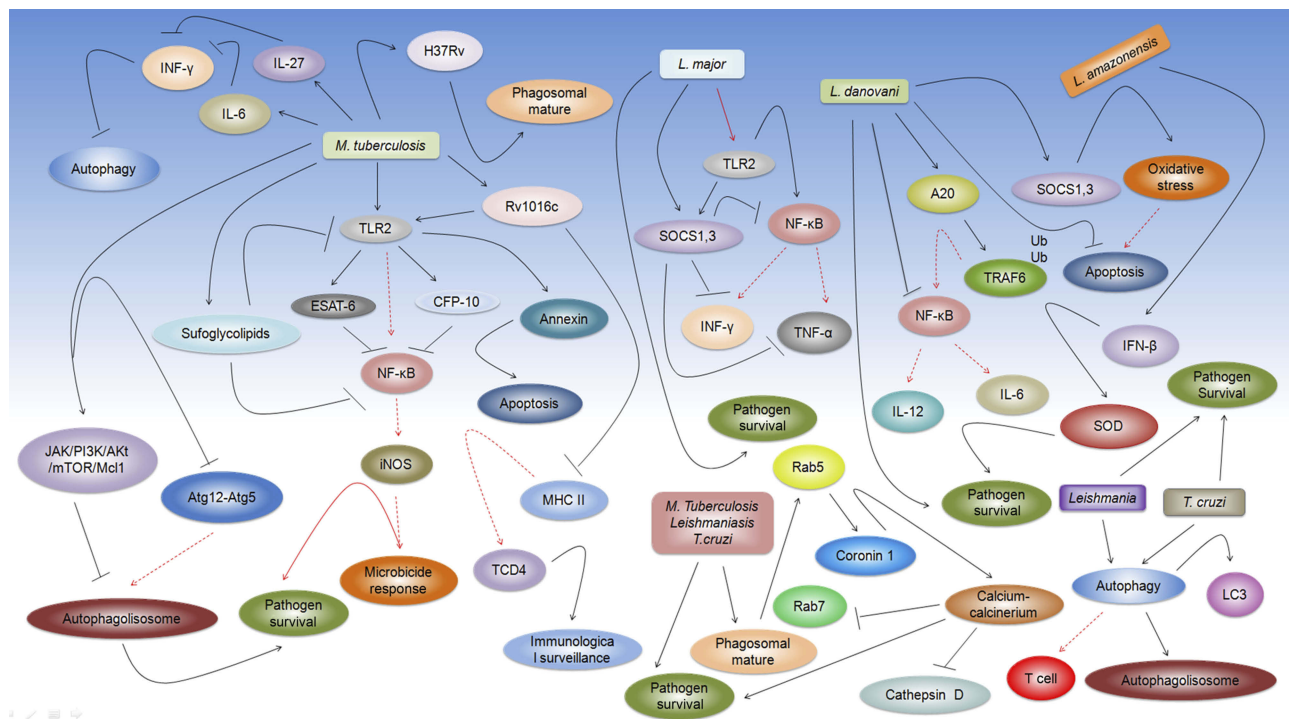 H37Rv
INF-γ
IL-27
IL-6
Phagosomal
mature
Autophagy
M. tuberculosis
Rv1016c
TLR2
ESAT-6
CFP-10
Annexin
Sufoglycolipids
NF-κB
Apoptosis
JAK/PI3K/AKt
/mTOR/Mcl1
Atg12-Atg5
iNOS
MHC II
TCD4
Microbicide
response
Autophagolisosome
Pathogen
survival
Immunologica
l surveillance
L. major
TLR2
SOCS1,3
NF-κB
INF-γ
TNF-α
Pathogen
survival
Rab5
M. Tuberculosis
Leishmaniasis
T.cruzi
Coronin 1
Rab7
Phagosomal
mature
Calcium-
calcinerium
Pathogen
survival
Cathepsin D
L. danovani
L. amazonensis
A20
SOCS1,3
Oxidative
stress
Ub
Ub
TRAF6
Apoptosis
NF-κB
IFN-β
IL-12
IL-6
Pathogen
Survival
SOD
Pathogen
survival
Leishmania
T. cruzi
Autophagy
LC3
T cell
Autophagolisosome